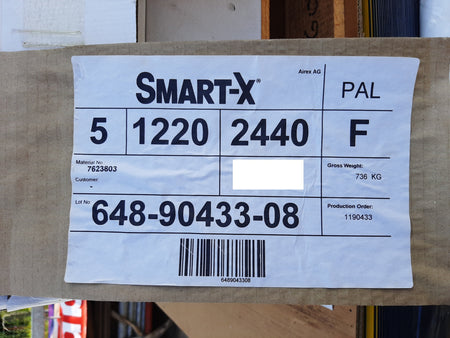 SMART-X®
Airex AG
PAL
5 1220 2440 F
Material No
7623803
Customer:
-
Gross Weight:
736 KG
Lot No
648-90433-08
Production Order:
1190433
6489043308